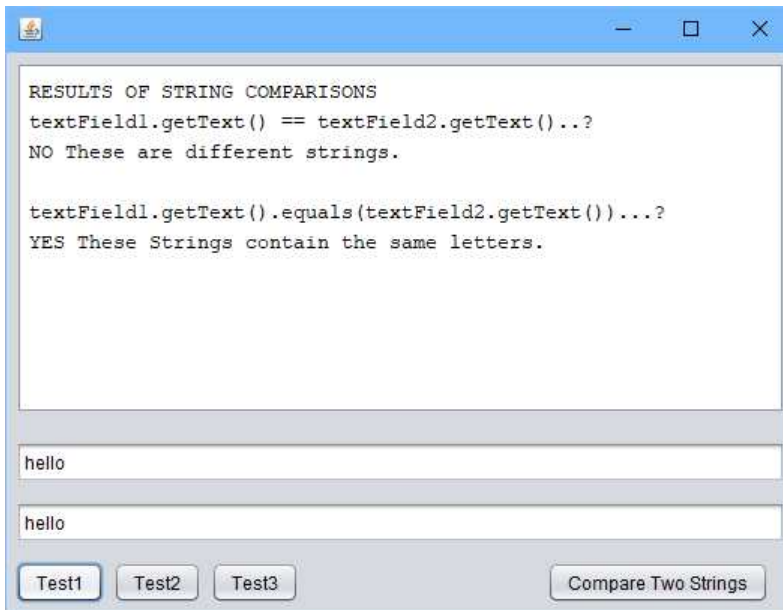 RESULTS OF STRING COMPARISONS
textField1.getText() == textField2.getText()..?
NO These are different strings.
textField1.getText().equals(textField2.getText())...?
YES These Strings contain the same letters.
hello
hello
Test1 Test2 Test3 Compare Two Strings